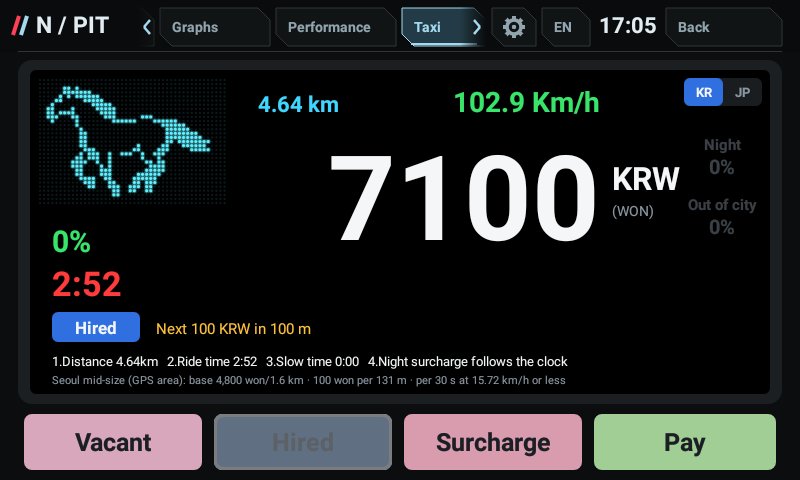 // N / PIT Graphs Performance Taxi EN 17:05 Back
4.64 km 102.9 Km/h KR JP
7100 KRW
(WON)
Night
0%
Out of city
0%
0%
2:52
Hired Next 100 KRW in 100 m
1.Distance 4.64km 2.Ride time 2:52 3.Slow time 0:00 4.Night surcharge follows the clock
Seoul mid-size (GPS area): base 4,800 won/1.6 km · 100 won per 131 m · per 30 s at 15.72 km/h or less
Vacant Hired Surcharge Pay